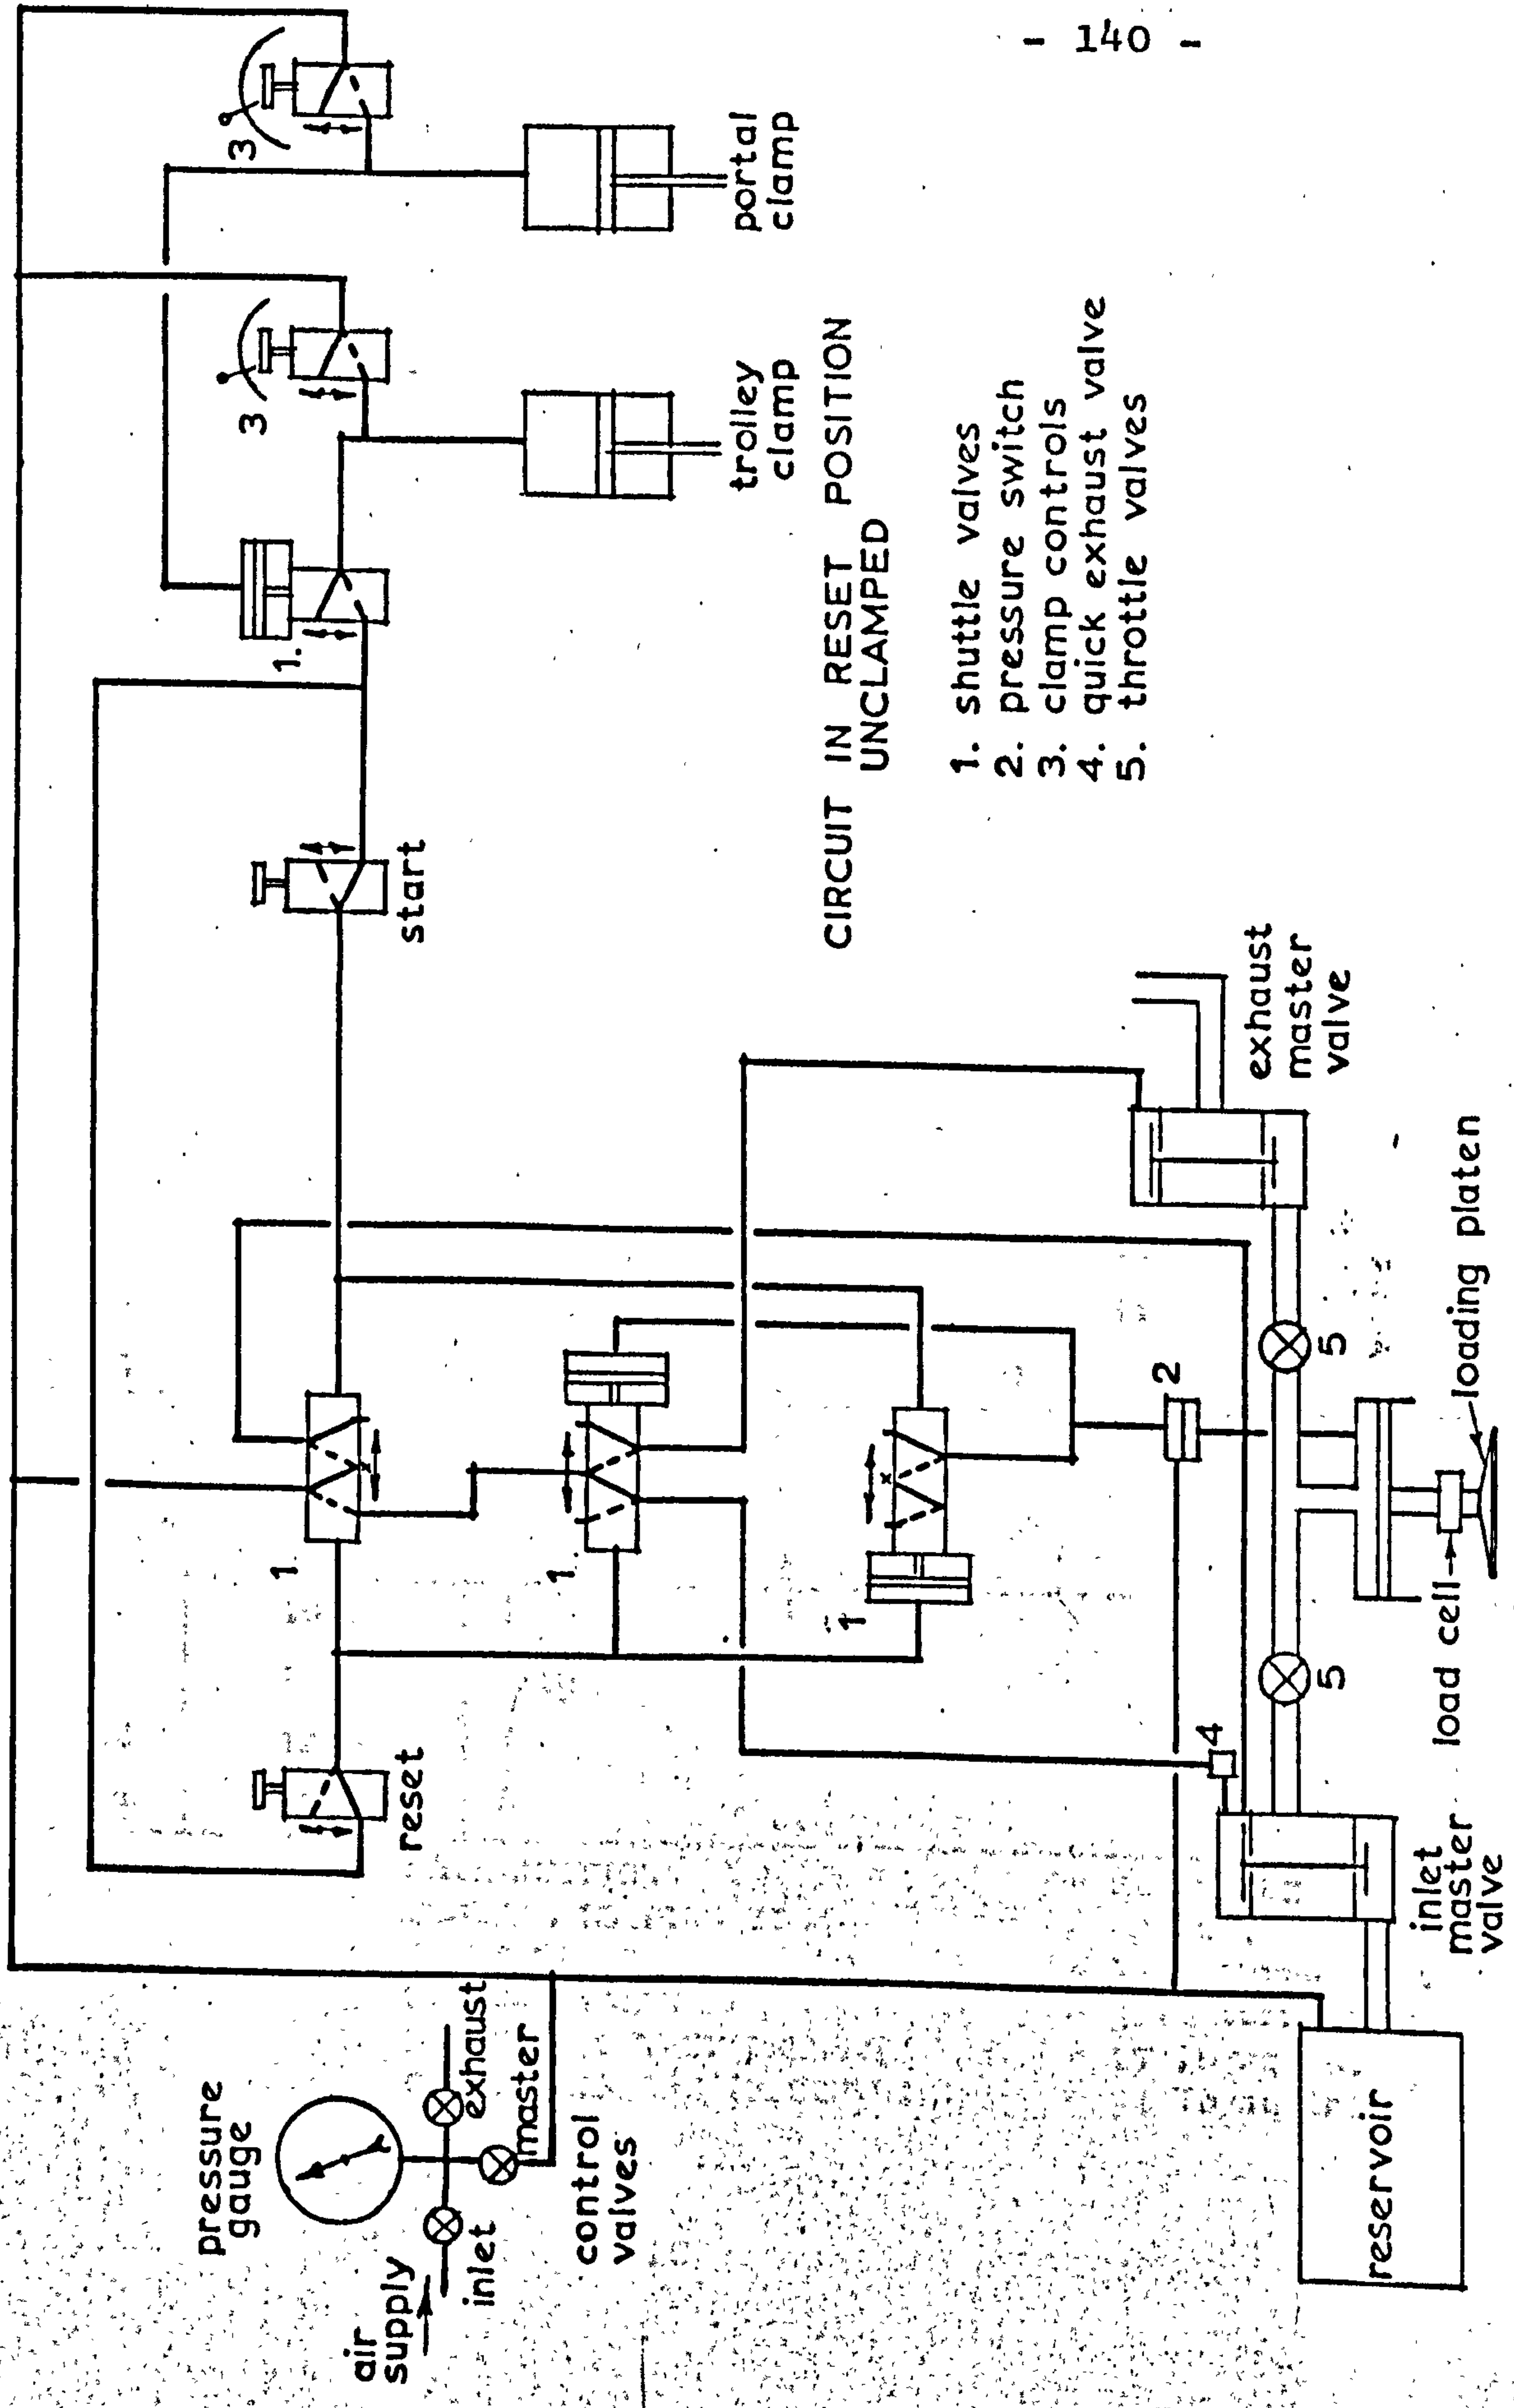 - 140 -
3
3
1.
portal
clamp
trolley
clamp
CIRCUIT IN RESET POSITION
UNCLAMPED
1. shuttle valves
2. pressure switch
3. clamp controls
4. quick exhaust valve
5. throttle valves
start
exhaust
master
valve
1
1.
1
2
5
5
4
loading platen
load cell
reset
inlet
master
valve
pressure
gauge
exhaust
master
inlet
air
supply
control
valves
reservoir